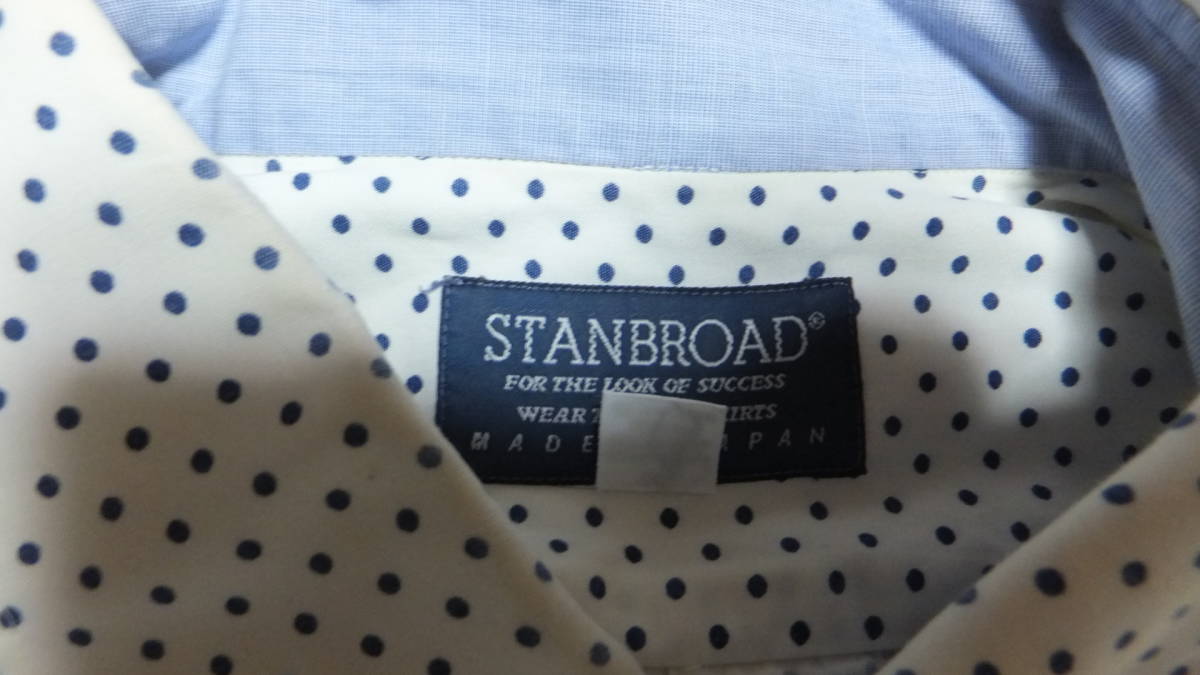 STANBROAD®
FOR THE LOOK OF SUCCESS
WEAR
MADE